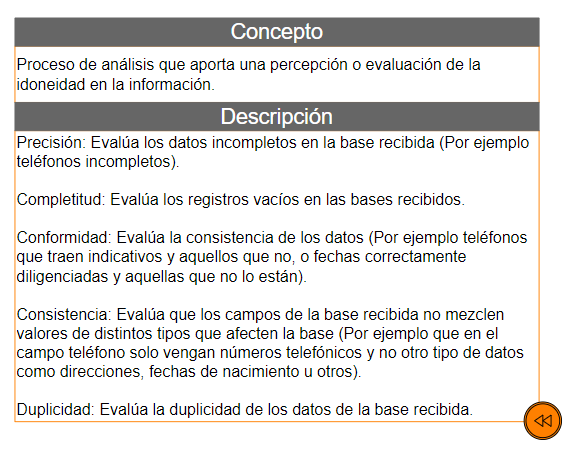 Concepto
Proceso de análisis que aporta una percepción o evaluación de la
idoneidad en la información.
Descripción
Precisión: Evalúa los datos incompletos en la base recibida (Por ejemplo
teléfonos incompletos).
Completitud: Evalúa los registros vacíos en las bases recibidos.
Conformidad: Evalúa la consistencia de los datos (Por ejemplo teléfonos
que traen indicativos y aquellos que no, o fechas correctamente
diligenciadas y aquellas que no lo están).
Consistencia: Evalúa que los campos de la base recibida no mezclen
valores de distintos tipos que afecten la base (Por ejemplo que en el
campo teléfono solo vengan números telefónicos y no otro tipo de datos
como direcciones, fechas de nacimiento u otros).
Duplicidad: Evalúa la duplicidad de los datos de la base recibida.